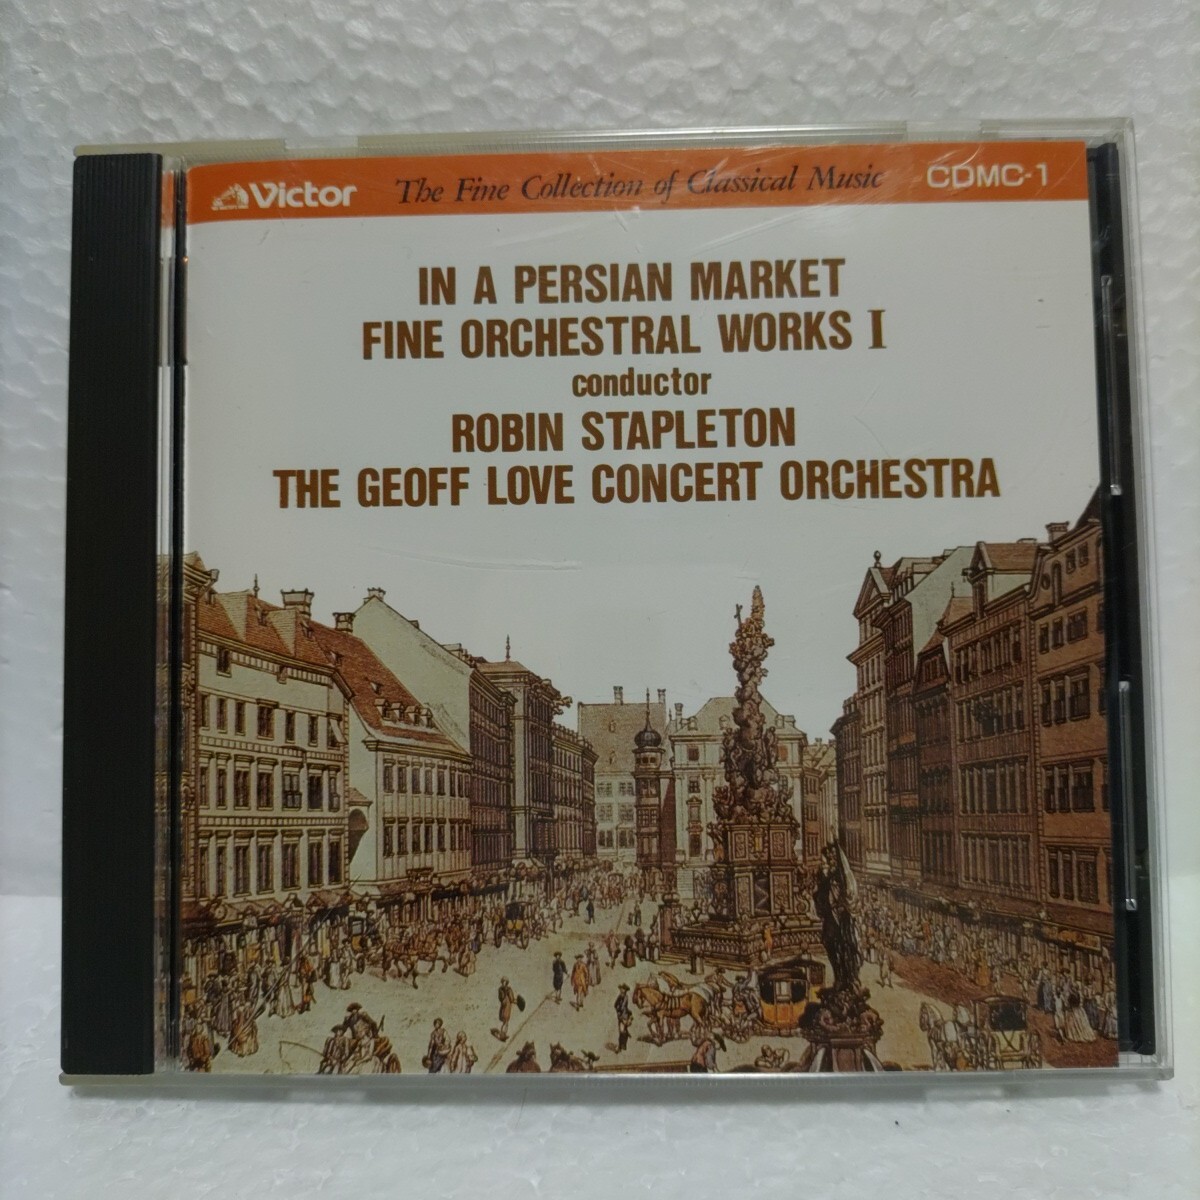 Victor The Fine Collection of Classical Music CDMC-1
IN A PERSIAN MARKET
FINE ORCHESTRAL WORKS I
conductor
ROBIN STAPLETON
THE GEOFF LOVE CONCERT ORCHESTRA